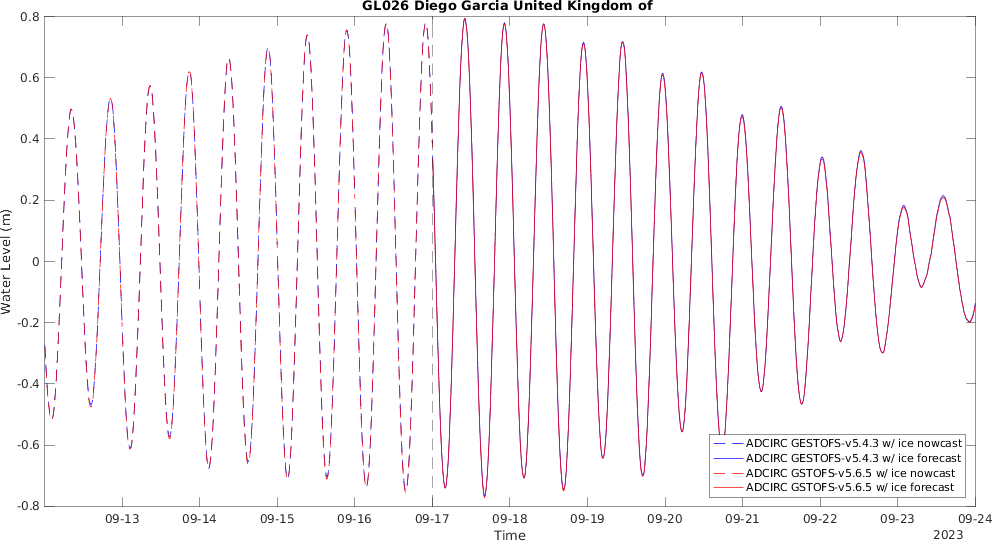 GL026 Diego Garcia United Kingdom of
0.8
0.6
0.4
0.2
0
-0.2
-0.4
-0.6
-0.8
Water Level (m)
ADCIRC GESTOFS-v5.4.3 w/ ice nowcast
ADCIRC GESTOFS-v5.4.3 w/ ice forecast
ADCIRC GSTOFS-v5.6.5 w/ ice nowcast
ADCIRC GSTOFS-v5.6.5 w/ ice forecast
09-13 09-14 09-15 09-16 09-17 09-18 09-19 09-20 09-21 09-22 09-23 09-24
Time
2023